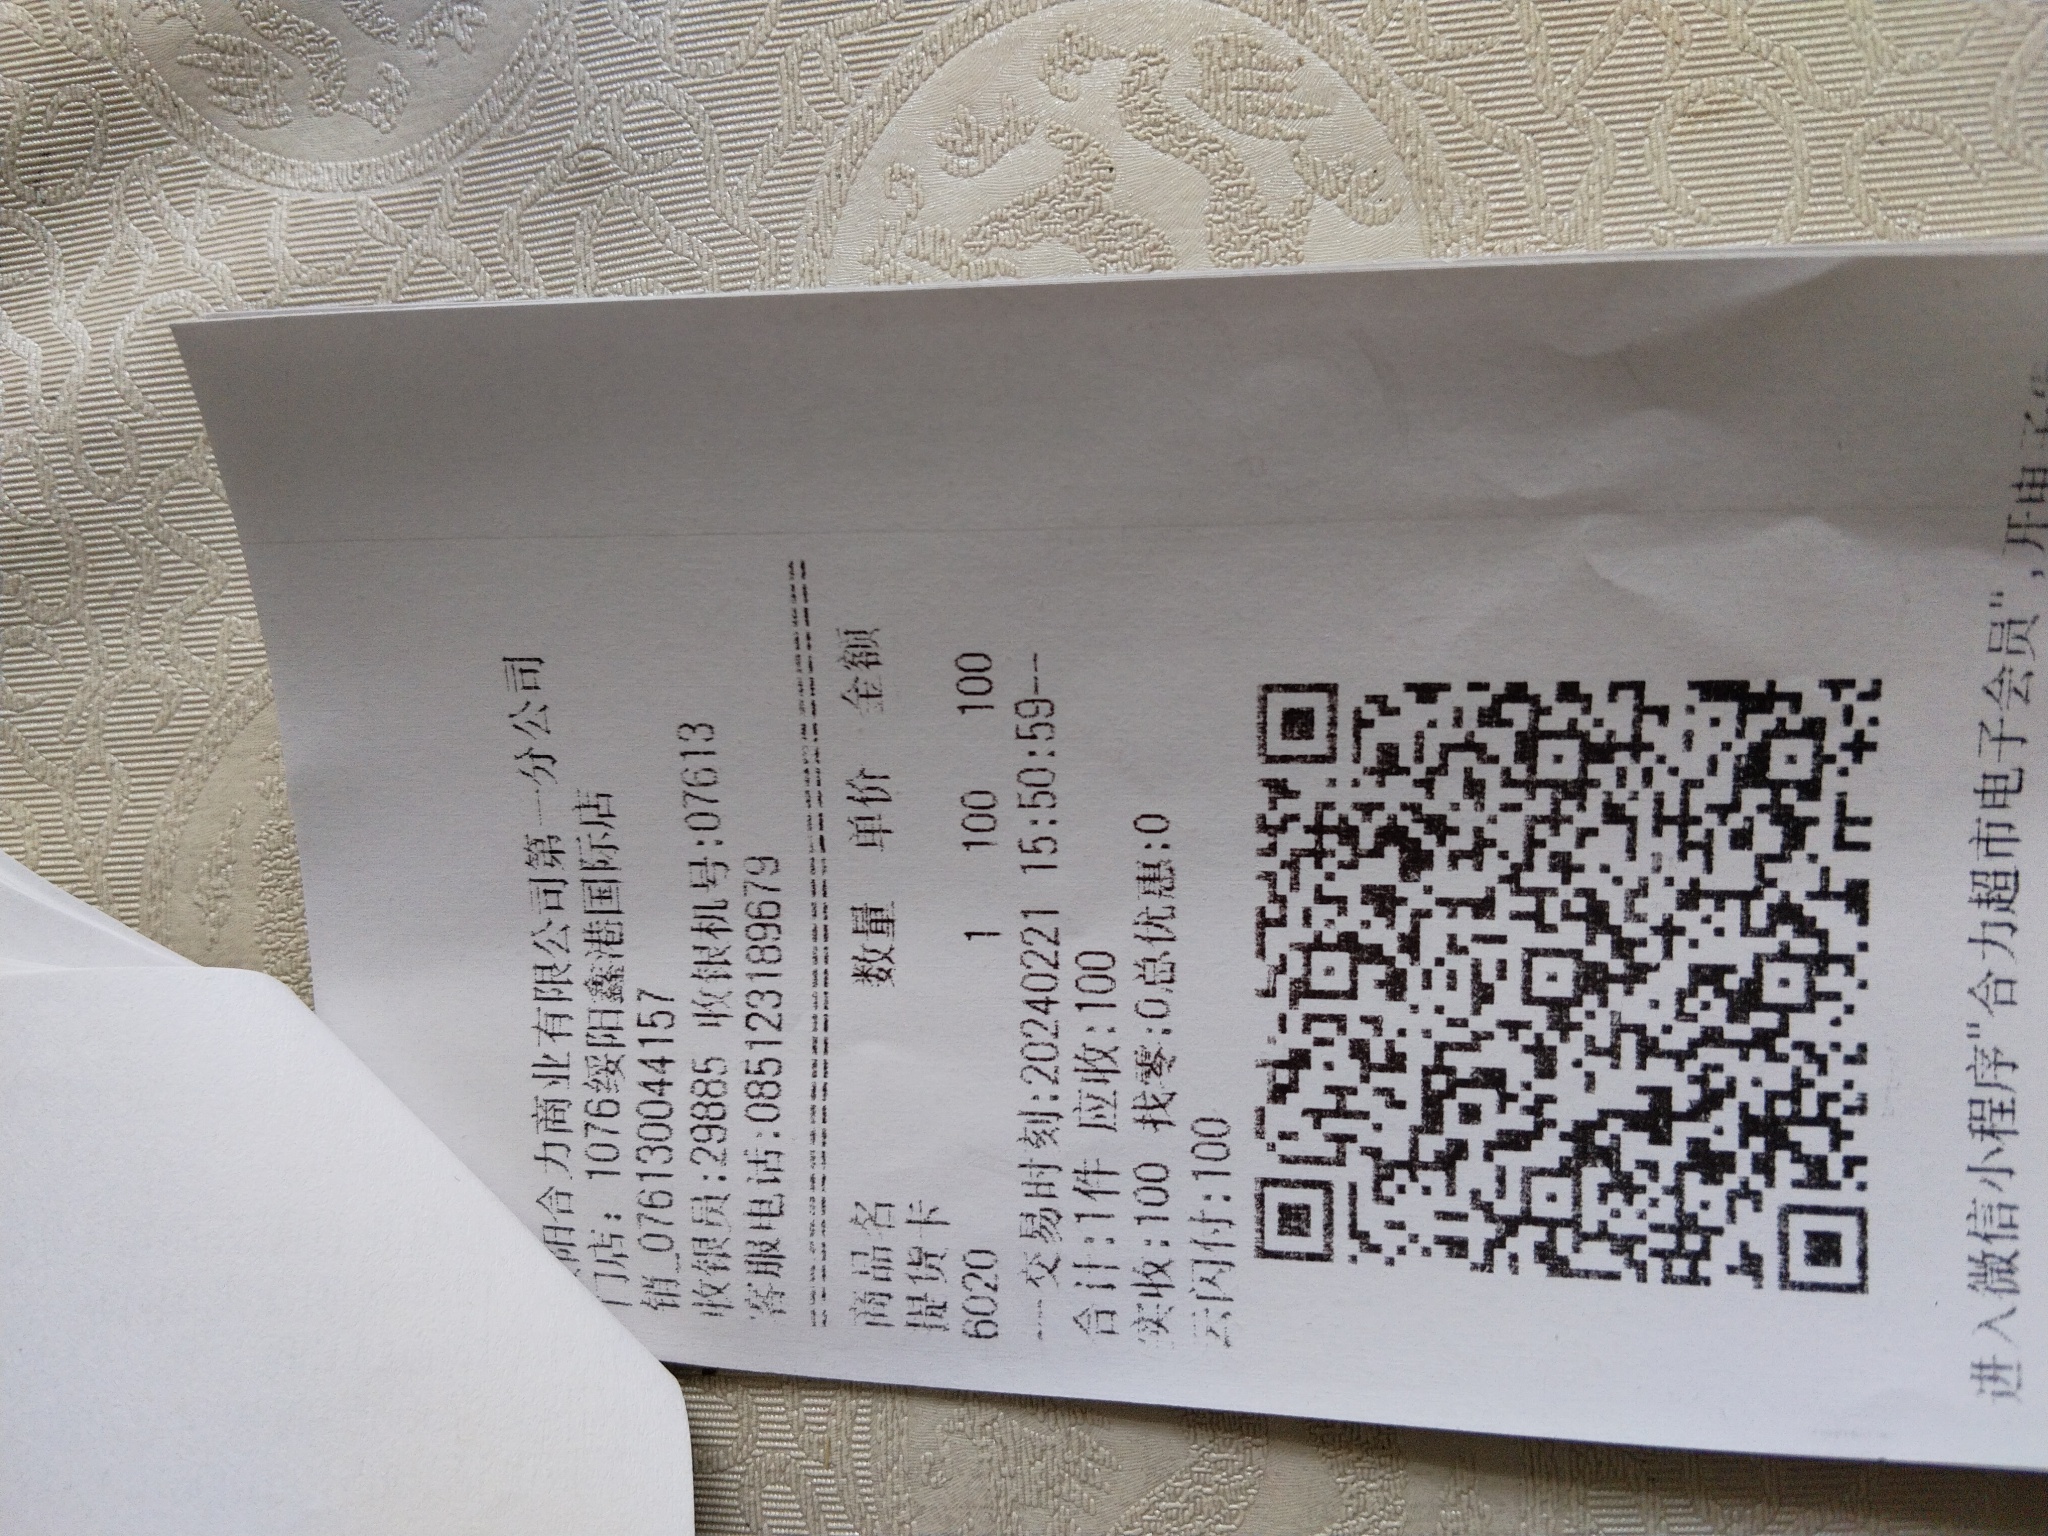 阳合力商业有限公司第一分公司
门店: 1076绥阳鑫港国际店
销_076130044157
收银员:29885 收银机号:07613
客服电话:085123189679
商品名 数量 单价 金额
提货卡
6020 1 100 100
---交易时刻:20240221 15:50:59---
合计:1件 应收:100
实收:100 找零:0总优惠:0
云闪付:100
进入微信小程序"合力超市电子会员",开电子